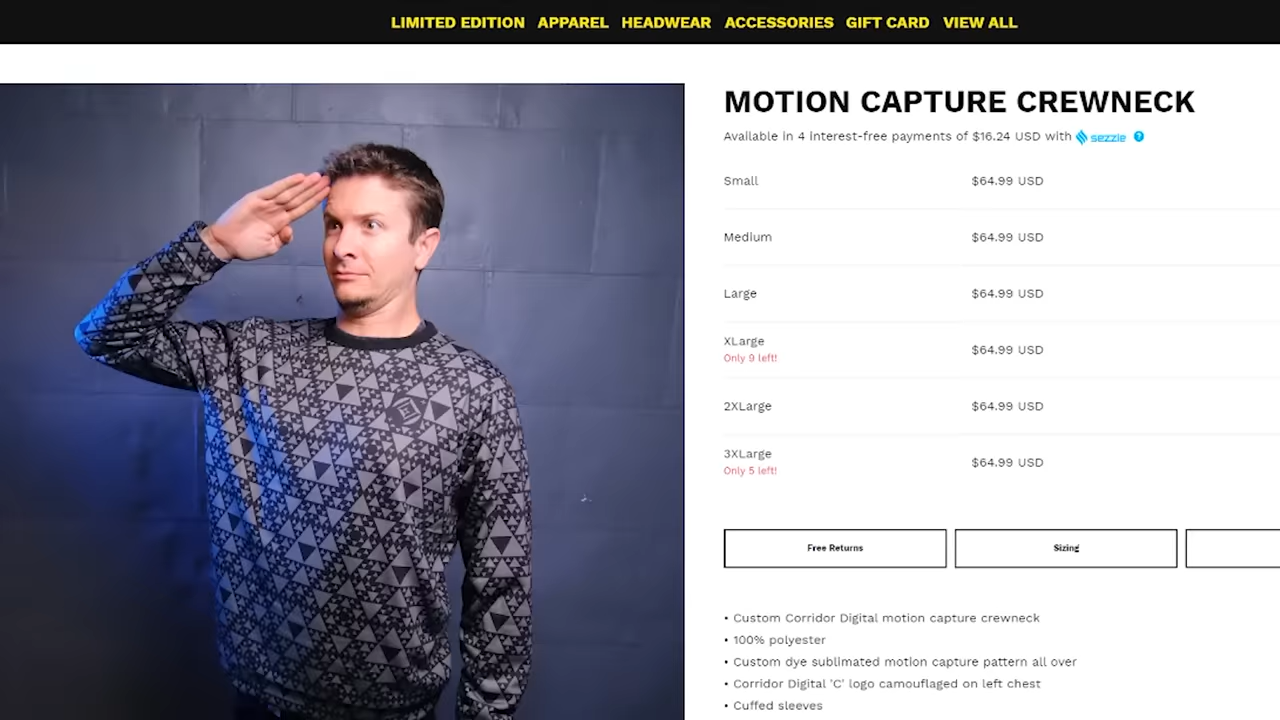 LIMITED EDITION APPAREL HEADWEAR ACCESSORIES GIFT CARD VIEW ALL
MOTION CAPTURE CREWNECK
Available in 4 interest-free payments of $16.24 USD with sezzle ?
Small $64.99 USD
Medium $64.99 USD
Large $64.99 USD
XLarge
Only 9 left!
$64.99 USD
2XLarge $64.99 USD
3XLarge
Only 5 left!
$64.99 USD
Free Returns Sizing
• Custom Corridor Digital motion capture crewneck
• 100% polyester
• Custom dye sublimated motion capture pattern all over
• Corridor Digital 'C' logo camouflaged on left chest
• Cuffed sleeves